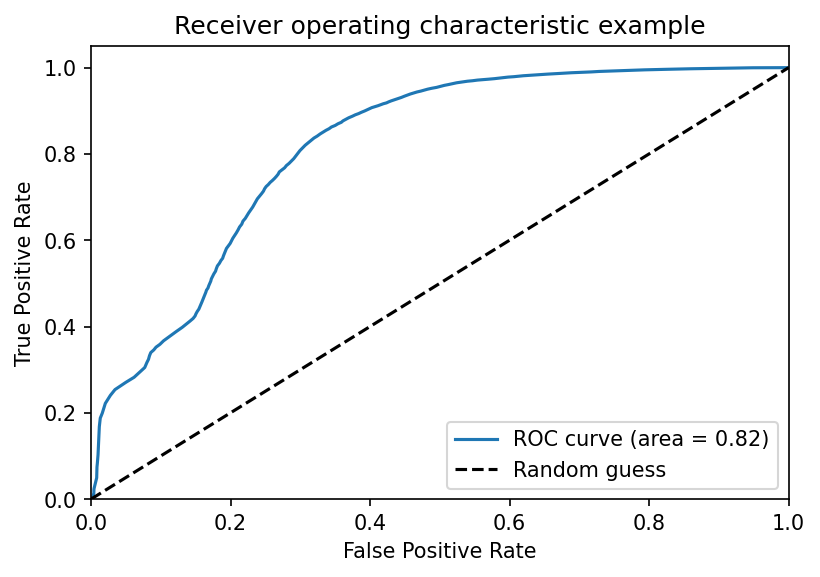 Receiver operating characteristic example
True Positive Rate
1.0
0.8
0.6
0.4
0.2
0.0
ROC curve (area = 0.82)
Random guess
0.0 0.2 0.4 0.6 0.8 1.0
False Positive Rate